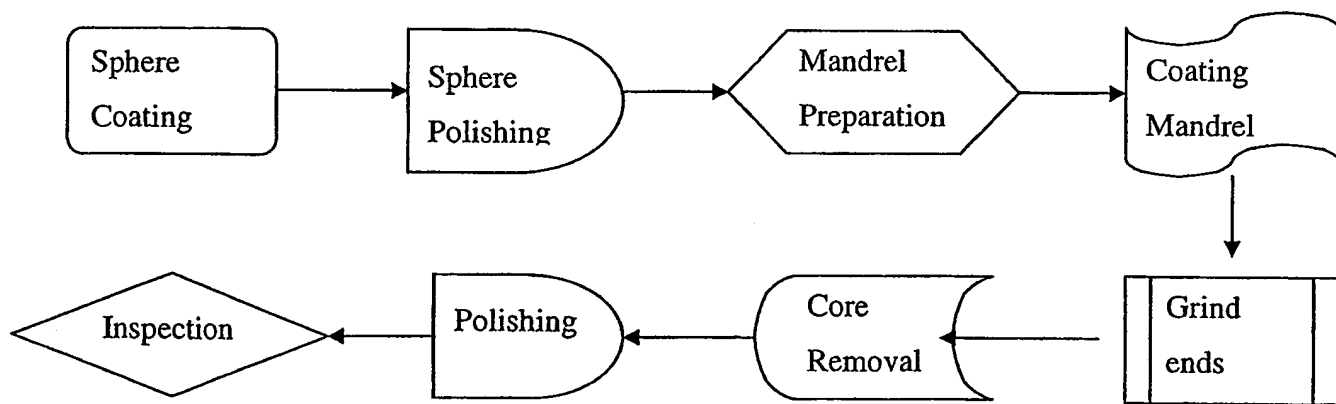 Sphere
Coating
Sphere
Polishing
Mandrel
Preparation
Coating
Mandrel
Grind
ends
Core
Removal
Polishing
Inspection